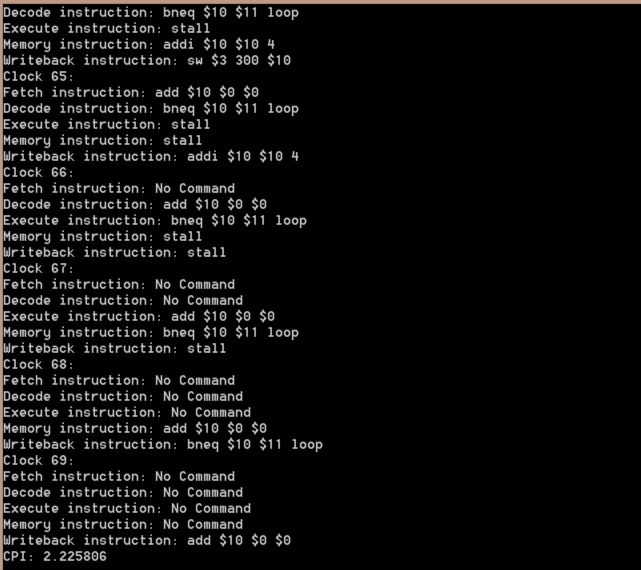 Decode instruction: bneq $10 $11 loop
Execute instruction: stall
Memory instruction: addi $10 $10 4
Writeback instruction: sw $3 300 $10
Clock 65:
Fetch instruction: add $10 $0 $0
Decode instruction: bneq $10 $11 loop
Execute instruction: stall
Memory instruction: stall
Writeback instruction: addi $10 $10 4
Clock 66:
Fetch instruction: No Command
Decode instruction: add $10 $0 $0
Execute instruction: bneq $10 $11 loop
Memory instruction: stall
Writeback instruction: stall
Clock 67:
Fetch instruction: No Command
Decode instruction: No Command
Execute instruction: add $10 $0 $0
Memory instruction: bneq $10 $11 loop
Writeback instruction: stall
Clock 68:
Fetch instruction: No Command
Decode instruction: No Command
Execute instruction: No Command
Memory instruction: add $10 $0 $0
Writeback instruction: bneq $10 $11 loop
Clock 69:
Fetch instruction: No Command
Decode instruction: No Command
Execute instruction: No Command
Memory instruction: No Command
Writeback instruction: add $10 $0 $0
CPI: 2.225806